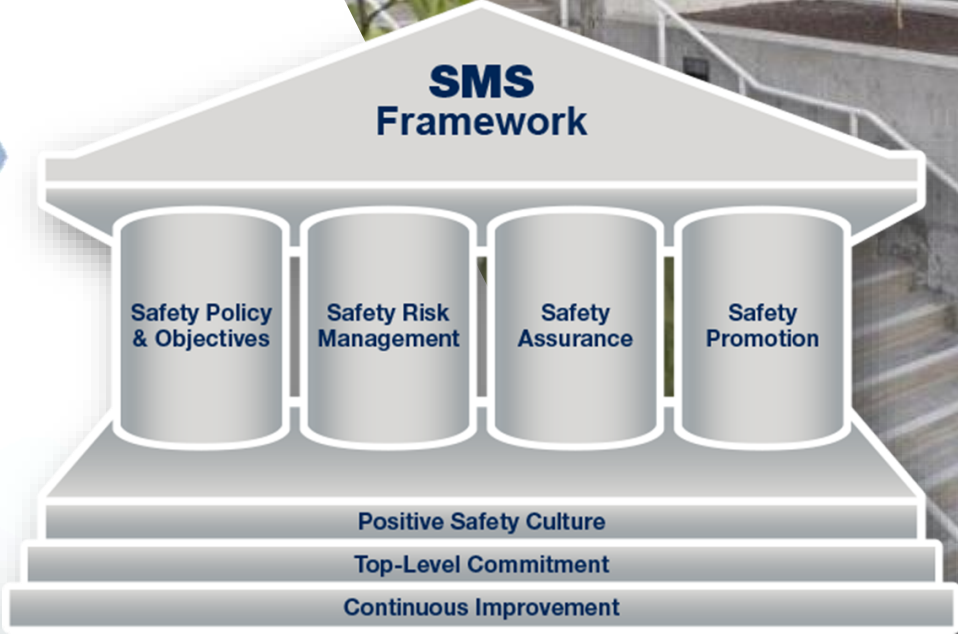 SMS
Framework
Safety Policy
& Objectives
Safety Risk
Management
Safety
Assurance
Safety
Promotion
Positive Safety Culture
Top-Level Commitment
Continuous Improvement